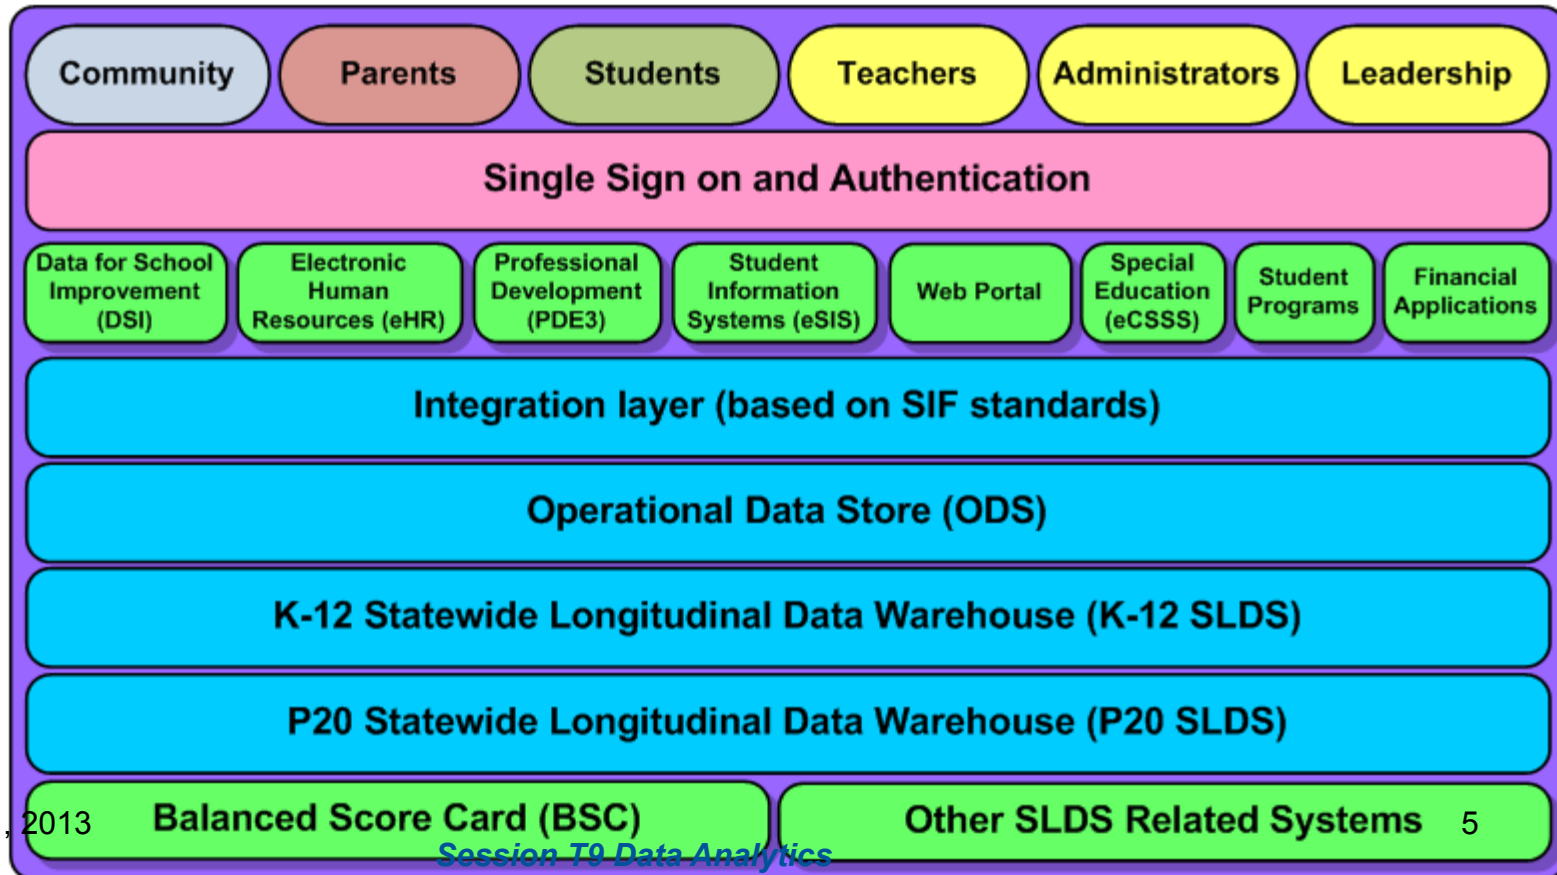 Community
Parents
Students
Teachers
Administrators
Leadership
Single Sign on and Authentication
Data for School
Improvement
(DSI)
Electronic
Human
Resources (eHR)
Professional
Development
(PDE3)
Student
Information
Systems (eSIS)
Web Portal
Special
Education
(eCSSS)
Student
Programs
Financial
Applications
Integration layer (based on SIF standards)
Operational Data Store (ODS)
K-12 Statewide Longitudinal Data Warehouse (K-12 SLDS)
P20 Statewide Longitudinal Data Warehouse (P20 SLDS)
Balanced Score Card (BSC)
Other SLDS Related Systems
, 2013
5
Session T9 Data Analytics